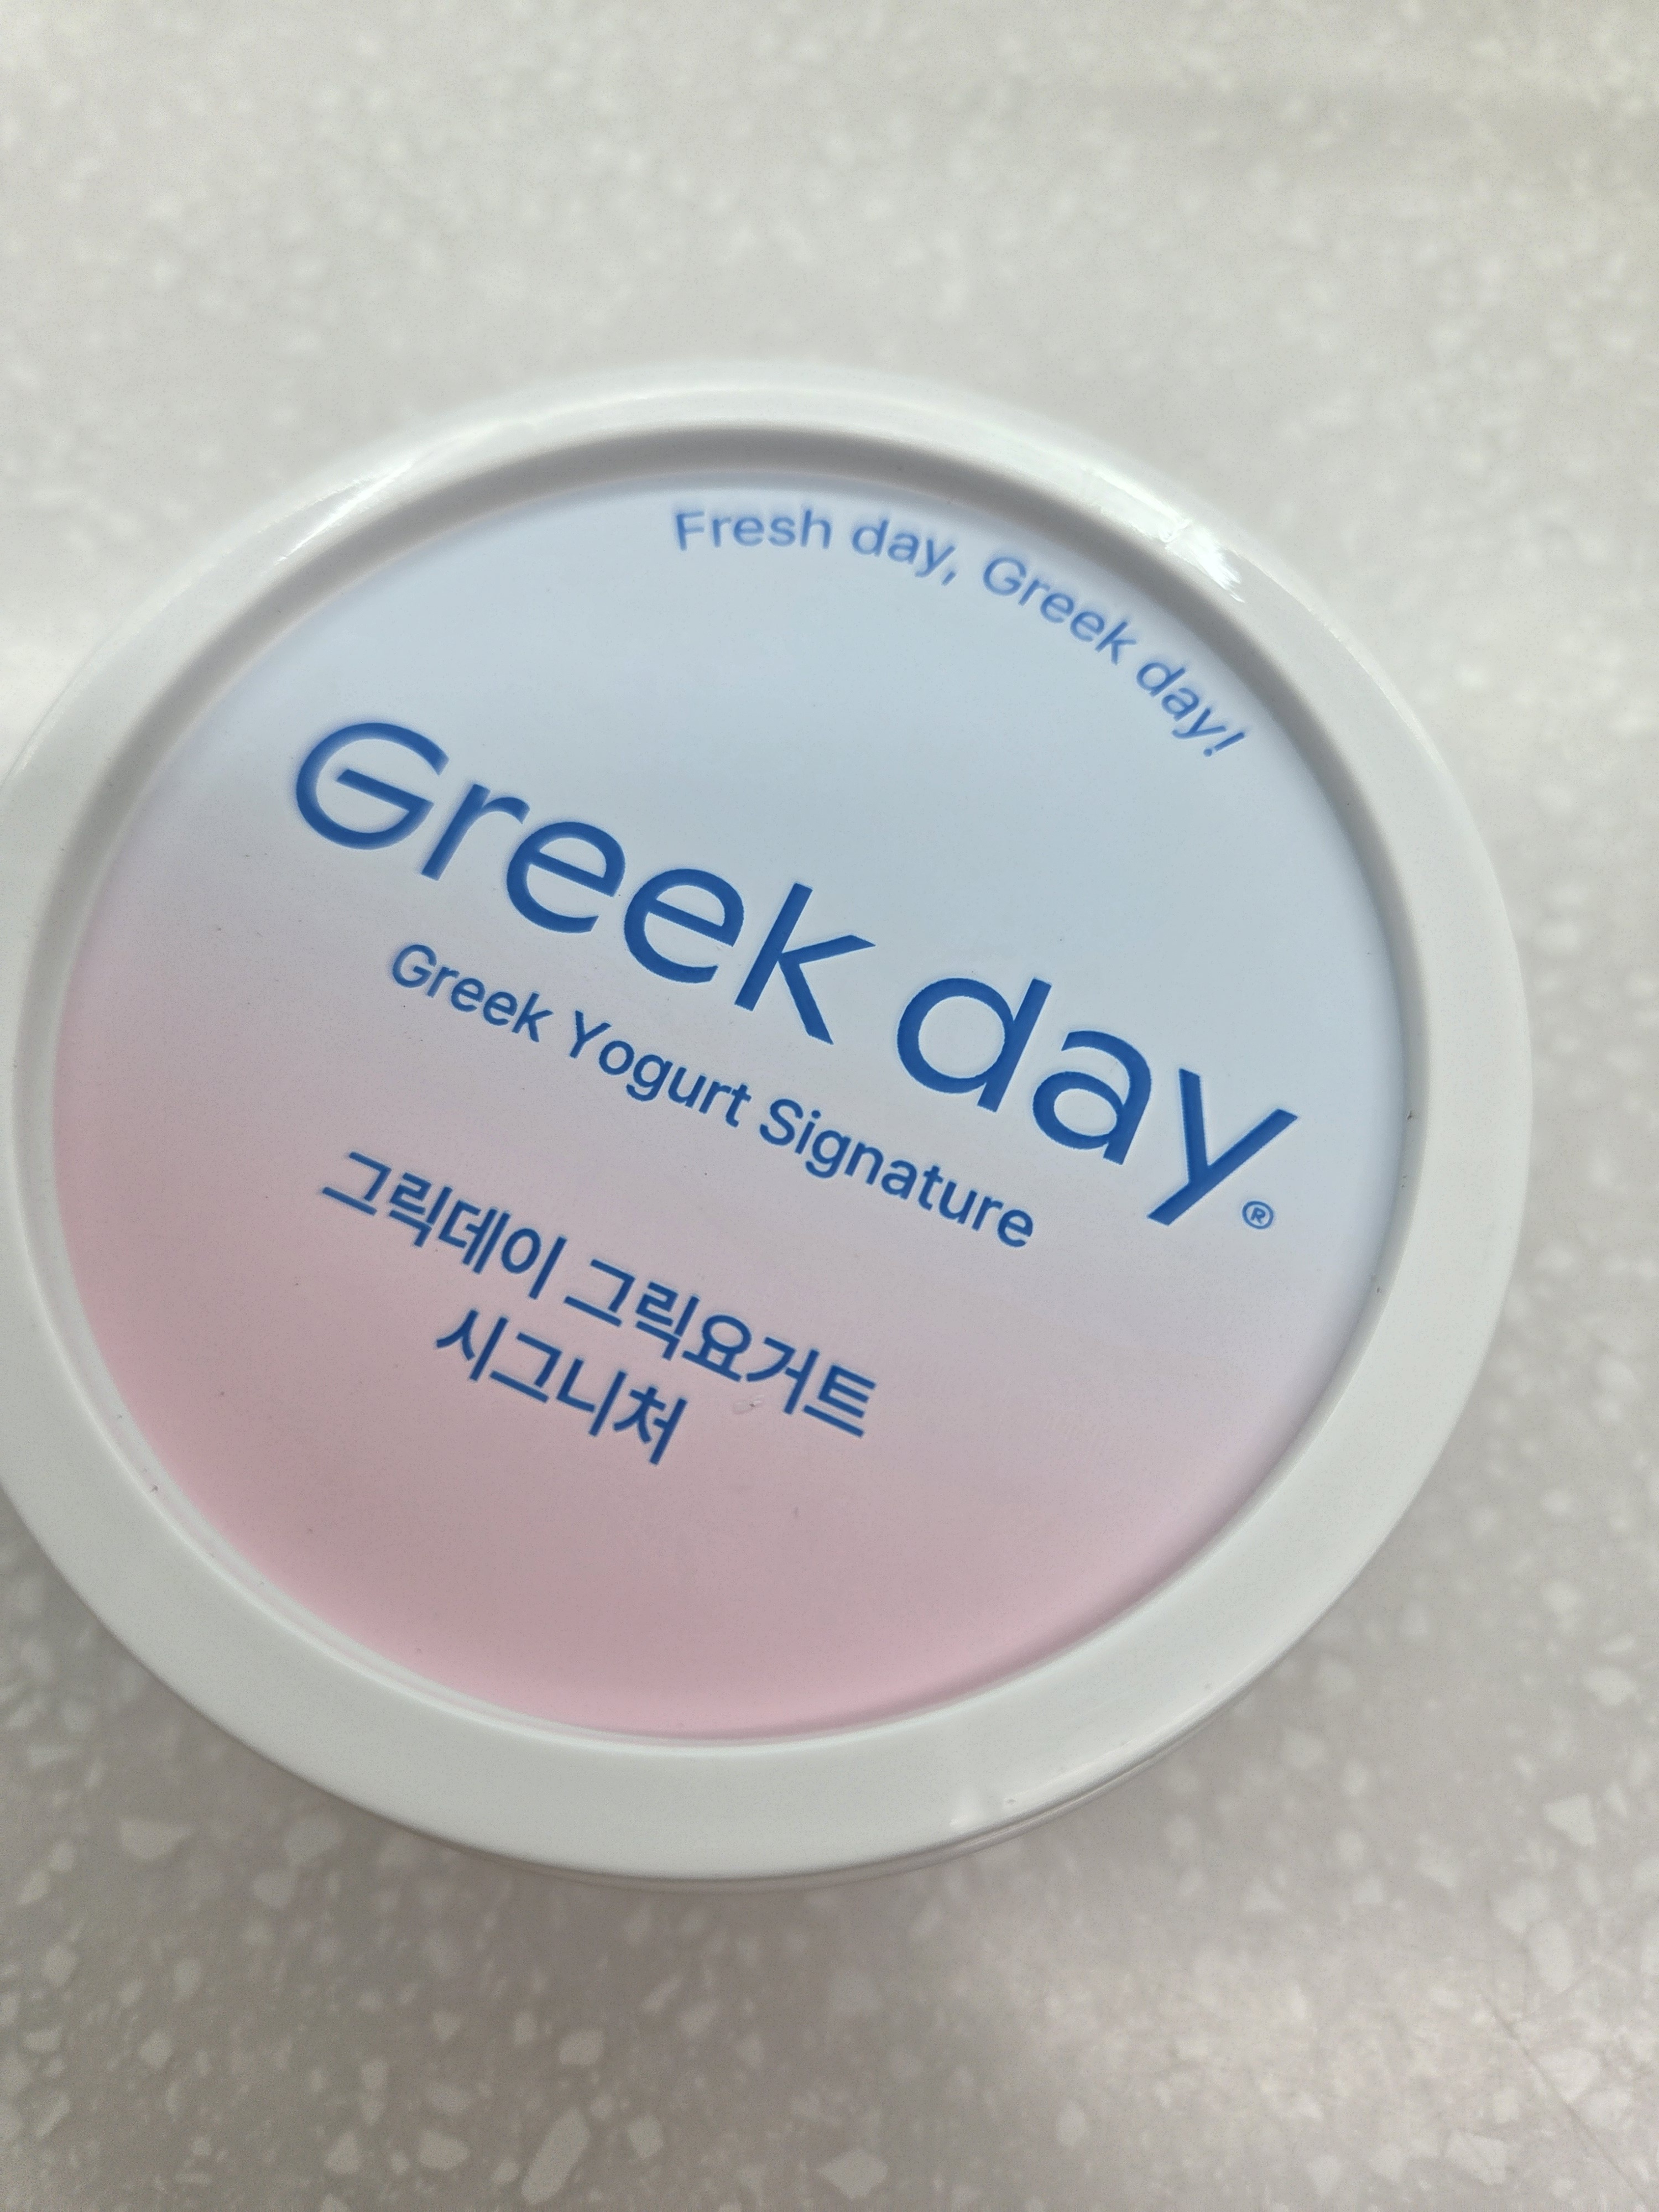 Fresh day, Greek day!
Greek day®
Greek Yogurt Signature
그릭데이 그릭요거트
시그니처